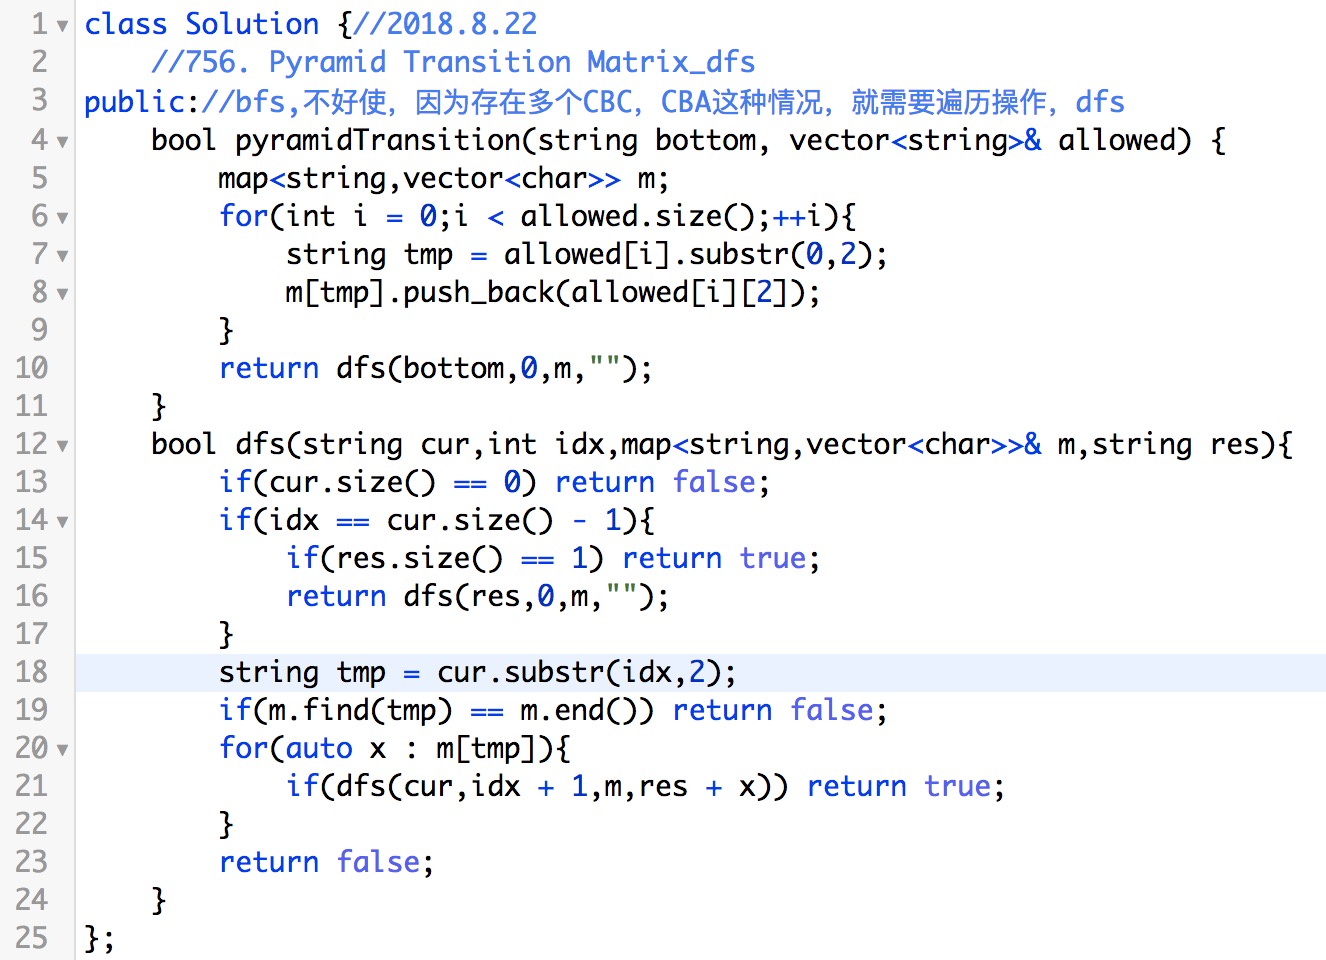 1 class Solution {//2018.8.22
2     //756. Pyramid Transition Matrix_dfs
3 public://bfs,不好使，因为存在多个CBC，CBA这种情况，就需要遍历操作，dfs
4     bool pyramidTransition(string bottom, vector<string>& allowed) {
5         map<string,vector<char>> m;
6         for(int i = 0;i < allowed.size();++i){
7             string tmp = allowed[i].substr(0,2);
8             m[tmp].push_back(allowed[i][2]);
9         }
10         return dfs(bottom,0,m,"");
11     }
12     bool dfs(string cur,int idx,map<string,vector<char>>& m,string res){
13         if(cur.size() == 0) return false;
14         if(idx == cur.size() - 1){
15             if(res.size() == 1) return true;
16             return dfs(res,0,m,"");
17         }
18         string tmp = cur.substr(idx,2);
19         if(m.find(tmp) == m.end()) return false;
20         for(auto x : m[tmp]){
21             if(dfs(cur,idx + 1,m,res + x)) return true;
22         }
23         return false;
24     }
25 };